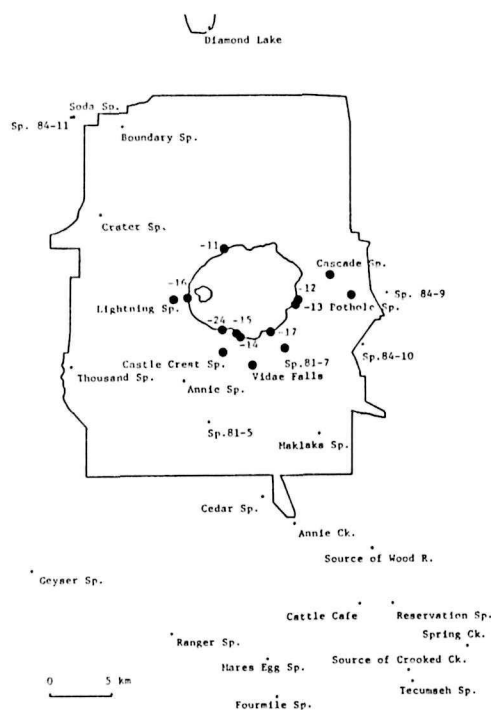 Diamond Lake
Soda Sp.
Sp. 84-11
Boundary Sp.
Crater Sp.
-11
Cascade Sp.
-16
-12
Sp. 84-9
Lightning Sp.
-13 Pothole Sp.
-24
-15
-17
-14
Sp.84-10
Castle Crest Sp.
Sp.81-7
Thousand Sp.
Vidae Falls
Annie Sp.
Sp.81-5
Maklaks Sp.
Cedar Sp.
Annie Ck.
Source of Wood R.
Geyser Sp.
Cattle Cafe
Reservation Sp.
Ranger Sp.
Spring Ck.
Mares Egg Sp.
Source of Crooked Ck.
0 5 km
Tecumseh Sp.
Fourmile Sp.